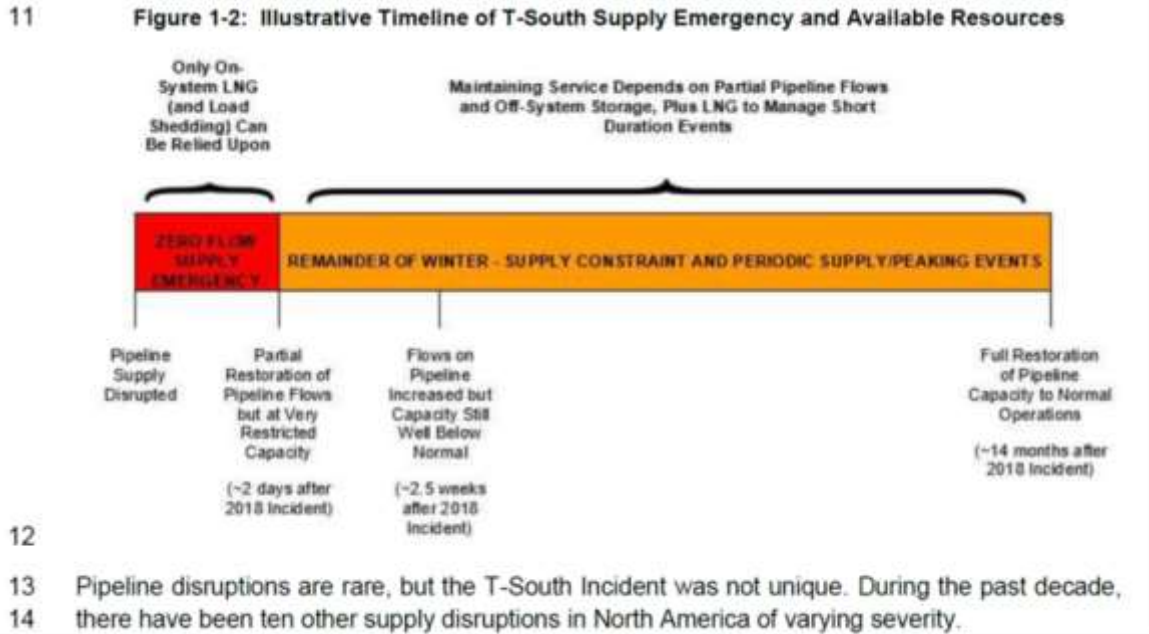 11 Figure 1-2: Illustrative Timeline of T-South Supply Emergency and Available Resources
Only On-
System LNG
(and Load
Shedding) Can
Be Relied Upon
Maintaining Service Depends on Partial Pipeline Flows
and Off-System Storage, Plus LNG to Manage Short
Duration Events
ZERO FLOW
SUPPLY
EMERGENCY
REMAINDER OF WINTER - SUPPLY CONSTRAINT AND PERIODIC SUPPLY/PEAKING EVENTS
Pipeline
Supply
Disrupted
Partial
Restoration of
Pipeline Flows
but at Very
Restricted
Capacity
(~2 days after
2018 Incident)
Flows on
Pipeline
Increased but
Capacity Still
Well Below
Normal
(~2.5 weeks
after 2018
Incident)
Full Restoration
of Pipeline
Capacity to Normal
Operations
(~14 months after
2018 Incident)
12
13 Pipeline disruptions are rare, but the T-South Incident was not unique. During the past decade,
14 there have been ten other supply disruptions in North America of varying severity.